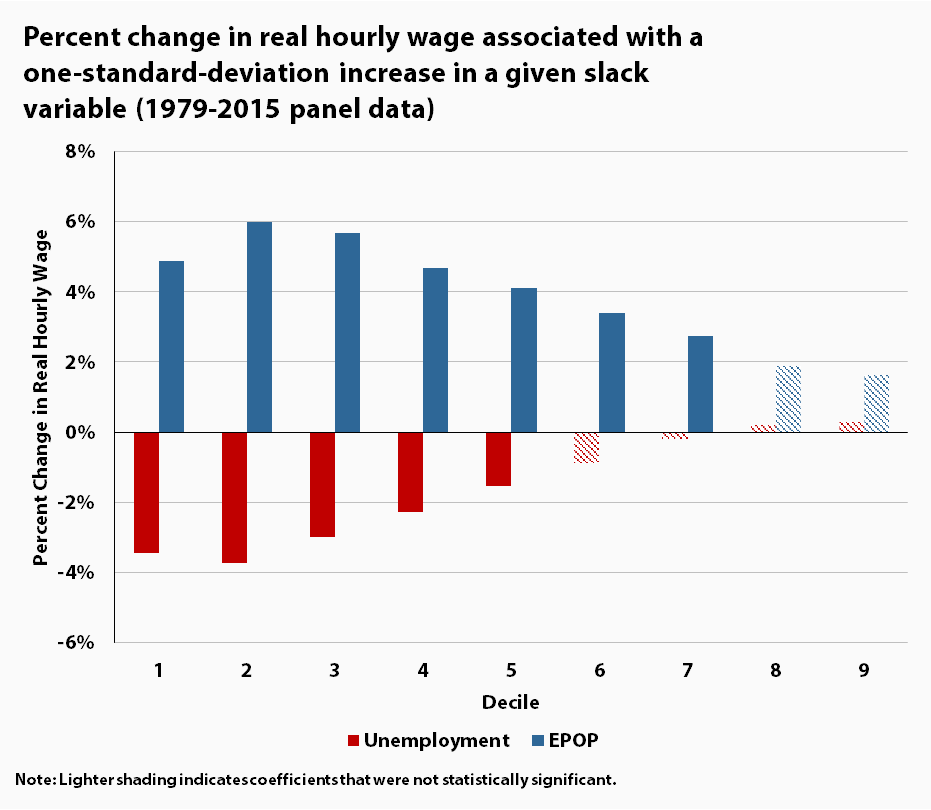 Percent change in real hourly wage associated with a
one-standard-deviation increase in a given slack
variable (1979-2015 panel data)
8%
6%
4%
2%
0%
-2%
-4%
-6%
Percent Change in Real Hourly Wage
1 2 3 4 5 6 7 8 9
Decile
Unemployment EPOP
Note: Lighter shading indicates coefficients that were not statistically significant.